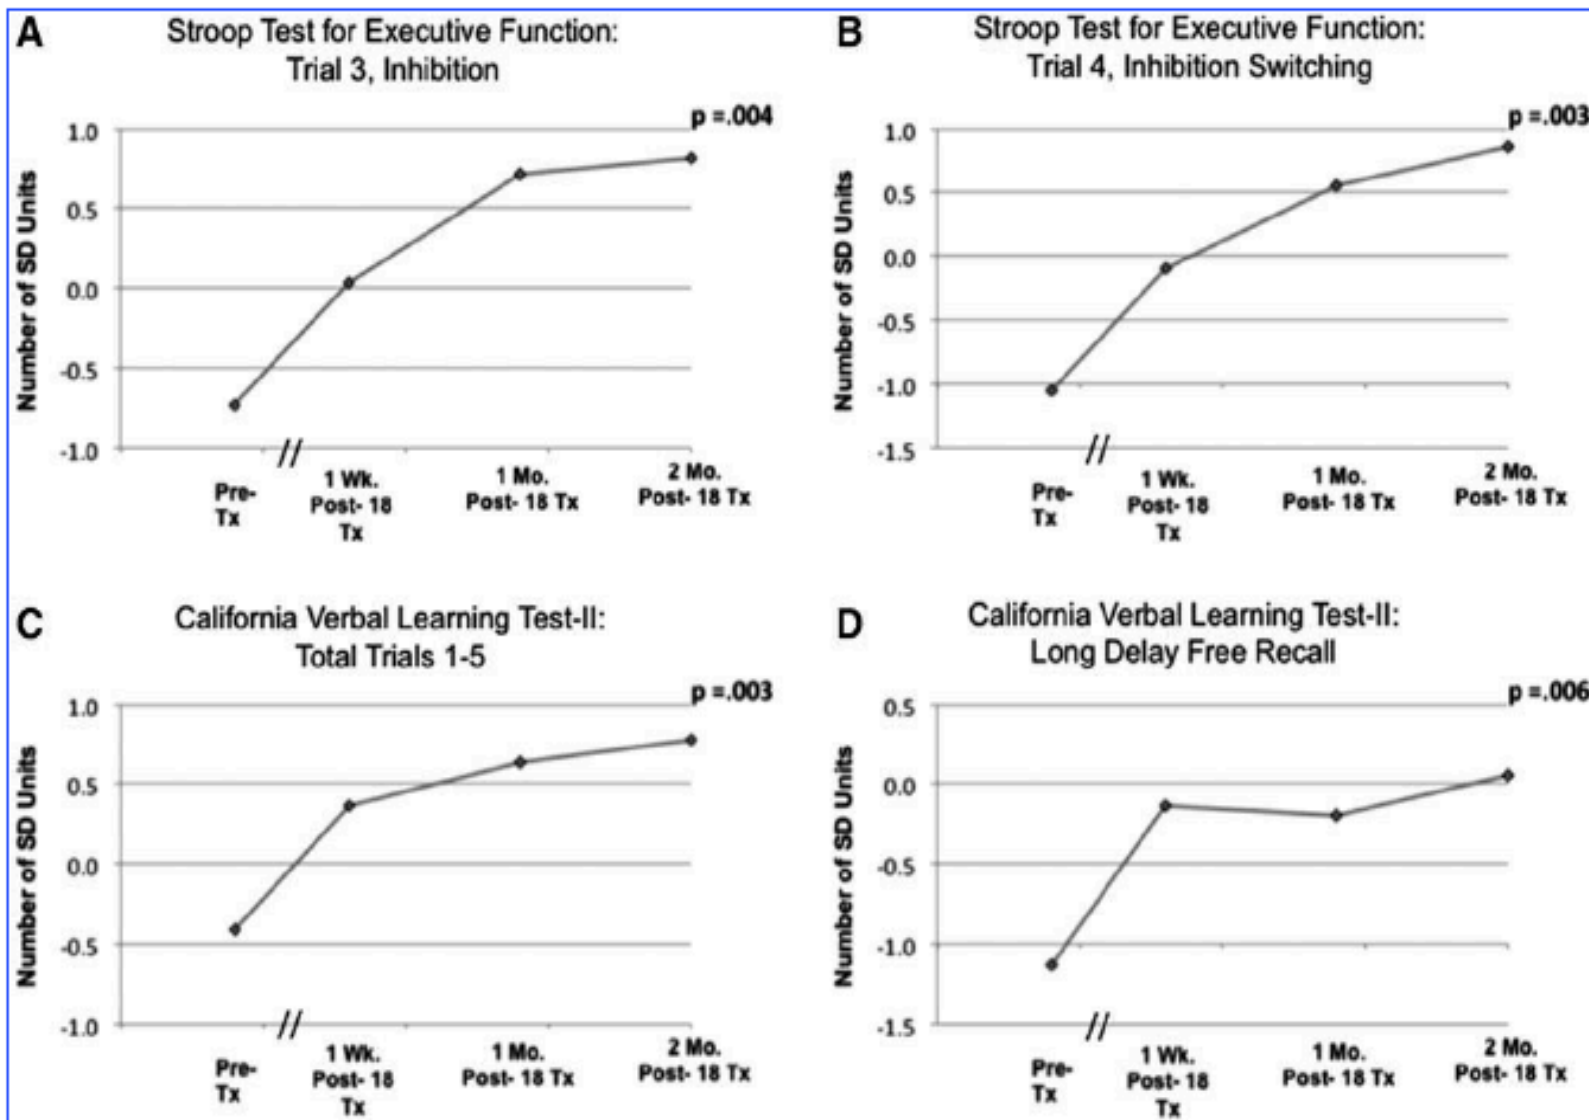 A
Stroop Test for Executive Function:
Trial 3, Inhibition
p =.004
Number of SD Units
1.0
0.5
0.0
-0.5
-1.0
//
Pre-
Tx
1 Wk.
Post- 18
Tx
1 Mo.
Post- 18 Tx
2 Mo.
Post- 18 Tx
B
Stroop Test for Executive Function:
Trial 4, Inhibition Switching
p =.003
Number of SD Units
1.0
0.5
0.0
-0.5
-1.0
-1.5
//
Pre-
Tx
1 Wk.
Post- 18
Tx
1 Mo.
Post- 18 Tx
2 Mo.
Post- 18 Tx
C
California Verbal Learning Test-II:
Total Trials 1-5
p =.003
Number of SD Units
1.0
0.5
0.0
-0.5
-1.0
//
Pre-
Tx
1 Wk.
Post- 18
Tx
1 Mo.
Post- 18 Tx
2 Mo.
Post- 18 Tx
D
California Verbal Learning Test-II:
Long Delay Free Recall
p =.006
Number of SD Units
0.5
0.0
-0.5
-1.0
-1.5
//
Pre-
Tx
1 Wk.
Post- 18
Tx
1 Mo.
Post- 18 Tx
2 Mo.
Post- 18 Tx